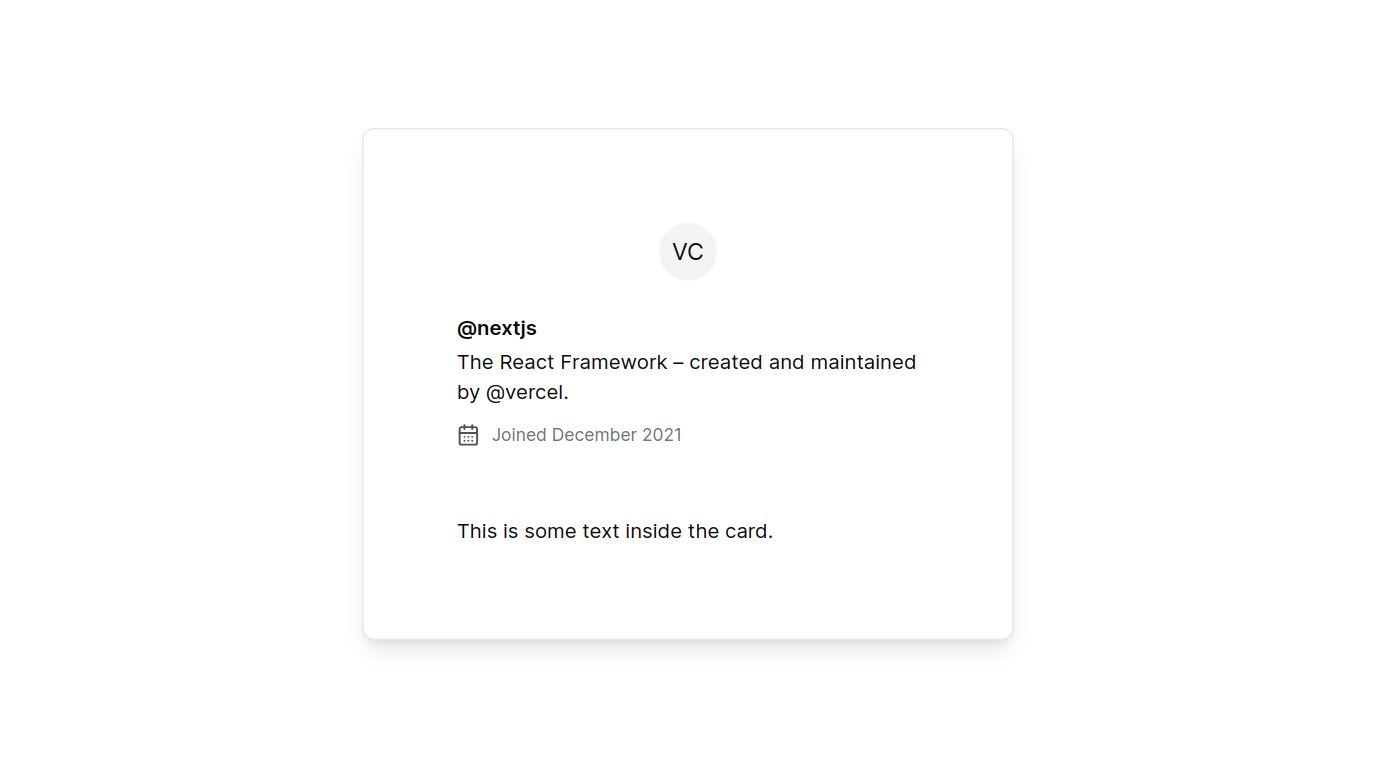 VC
@nextjs
The React Framework – created and maintained
by @vercel.
Joined December 2021
This is some text inside the card.